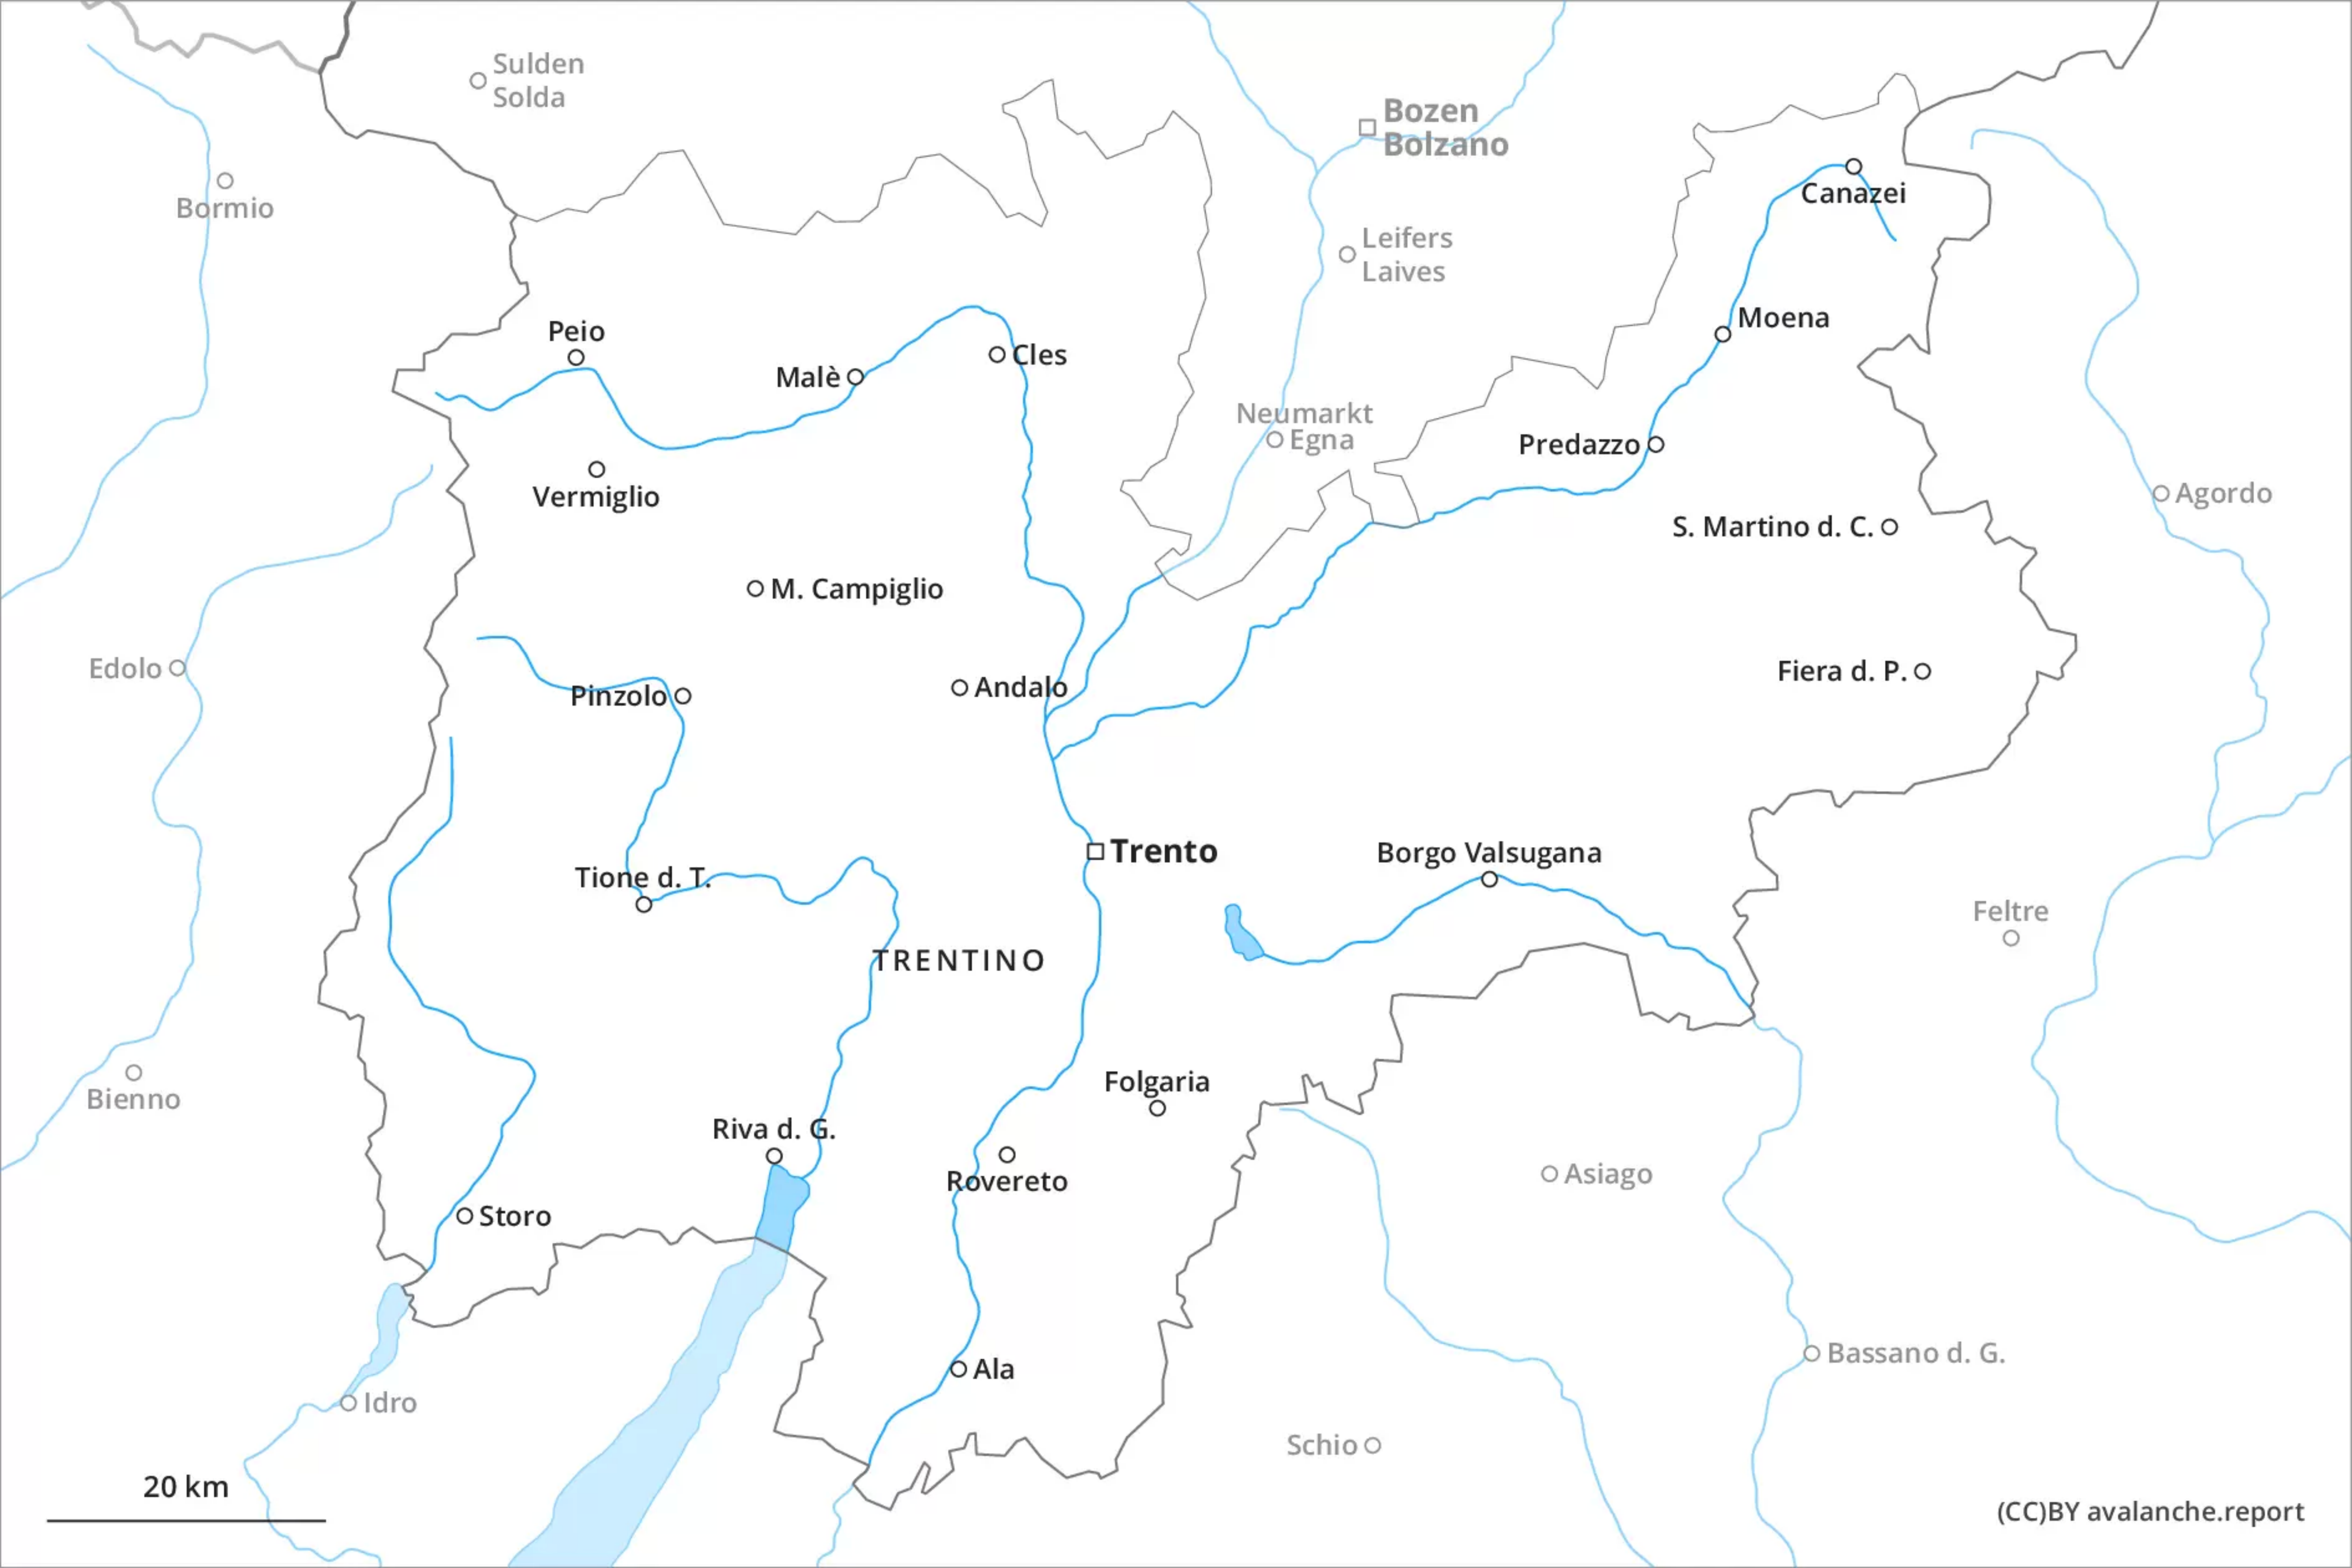 Sulden
Solda
Bozen
Bolzano
Bormio
Canazei
Leifers
Laives
Peio
Moena
Malè
Cles
Neumarkt
Egna
Predazzo
Vermiglio
Agordo
S. Martino d. C.
M. Campiglio
Edolo
Pinzolo
Andalo
Fiera d. P.
Trento
Borgo Valsugana
Tione d. T.
Feltre
TRENTINO
Folgaria
Bienno
Riva d. G.
Rovereto
Asiago
Storo
Ala
Bassano d. G.
Idro
Schio
20 km
(CC)BY avalanche.report